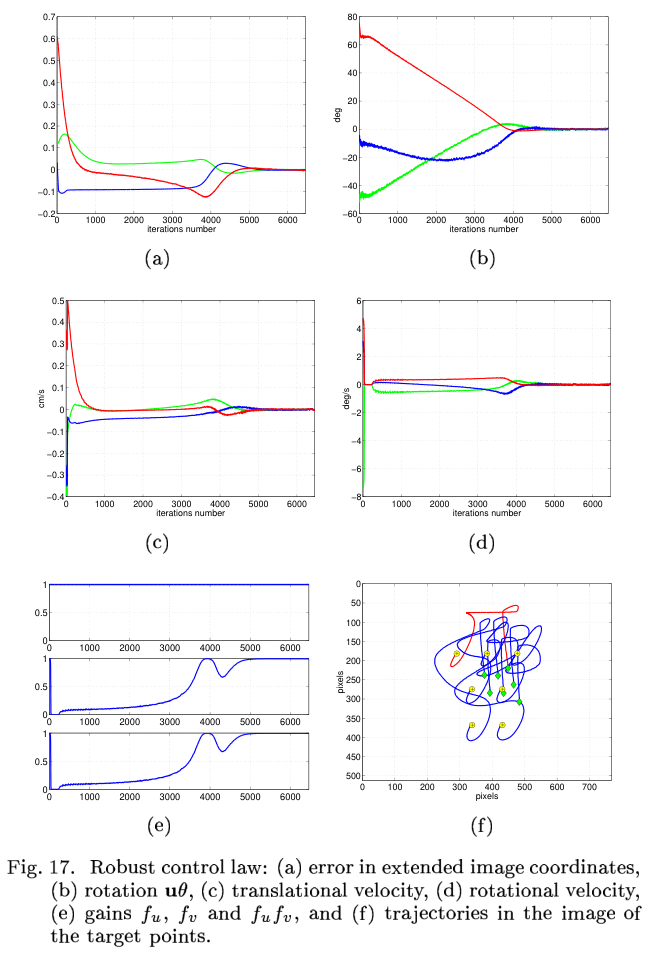 0.7
0.6
0.5
0.4
0.3
0.2
0.1
0
−0.1
−0.2
0 1000 2000 3000 4000 5000 6000
iterations number
(a)
80
60
40
20
0
−20
−40
−60
deg
0 1000 2000 3000 4000 5000 6000
iterations number
(b)
0.5
0.4
0.3
0.2
0.1
0
−0.1
−0.2
−0.3
−0.4
cm/s
0 1000 2000 3000 4000 5000 6000
iterations number
(c)
6
4
2
0
−2
−4
−6
−8
deg/s
0 1000 2000 3000 4000 5000 6000
iterations number
(d)
1
0.5
0
0 1000 2000 3000 4000 5000 6000
1
0.5
0
0 1000 2000 3000 4000 5000 6000
1
0.5
0
0 1000 2000 3000 4000 5000 6000
(e)
0
50
100
150
200
250
300
350
400
450
500
pixels
0 100 200 300 400 500 600 700
pixels
(f)
Fig. 17. Robust control law: (a) error in extended image coordinates,
(b) rotation uθ, (c) translational velocity, (d) rotational velocity,
(e) gains fᵤ, fᵥ and fᵤfᵥ, and (f) trajectories in the image of
the target points.